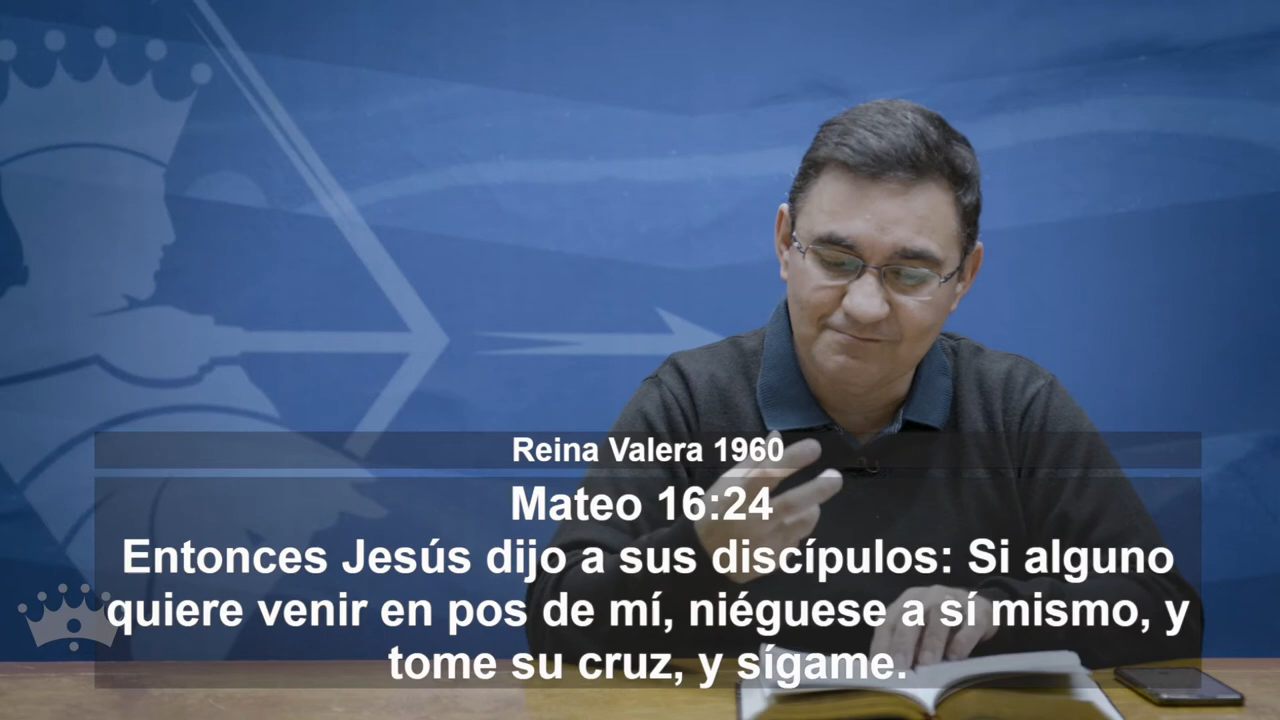 Reina Valera 1960
Mateo 16:24
Entonces Jesús dijo a sus discípulos: Si alguno
quiere venir en pos de mí, niéguese a sí mismo, y
tome su cruz, y sígame.